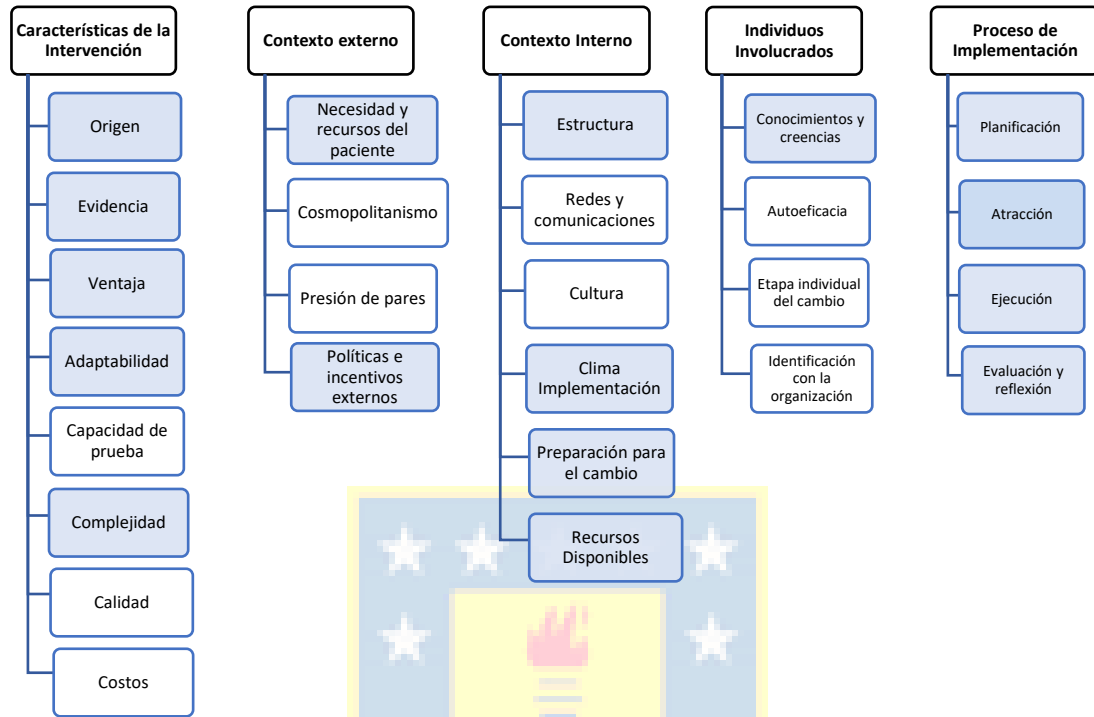 Características de la
Intervención
Origen
Evidencia
Ventaja
Adaptabilidad
Capacidad de
prueba
Complejidad
Calidad
Costos
Contexto externo
Necesidad y
recursos del
paciente
Cosmopolitanismo
Presión de pares
Políticas e
incentivos
externos
Contexto Interno
Estructura
Redes y
comunicaciones
Cultura
Clima
Implementación
Preparación para
el cambio
Recursos
Disponibles
Individuos
Involucrados
Conocimientos y
creencias
Autoeficacia
Etapa individual
del cambio
Identificación
con la
organización
Proceso de
Implementación
Planificación
Atracción
Ejecución
Evaluación y
reflexión